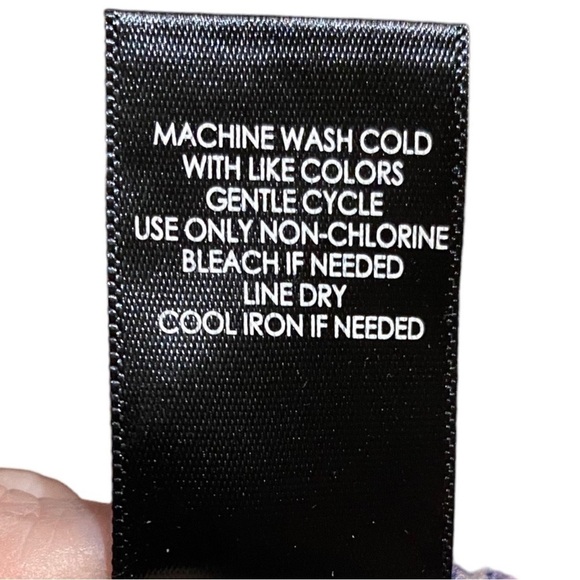 MACHINE WASH COLD
WITH LIKE COLORS
GENTLE CYCLE
USE ONLY NON-CHLORINE
BLEACH IF NEEDED
LINE DRY
COOL IRON IF NEEDED